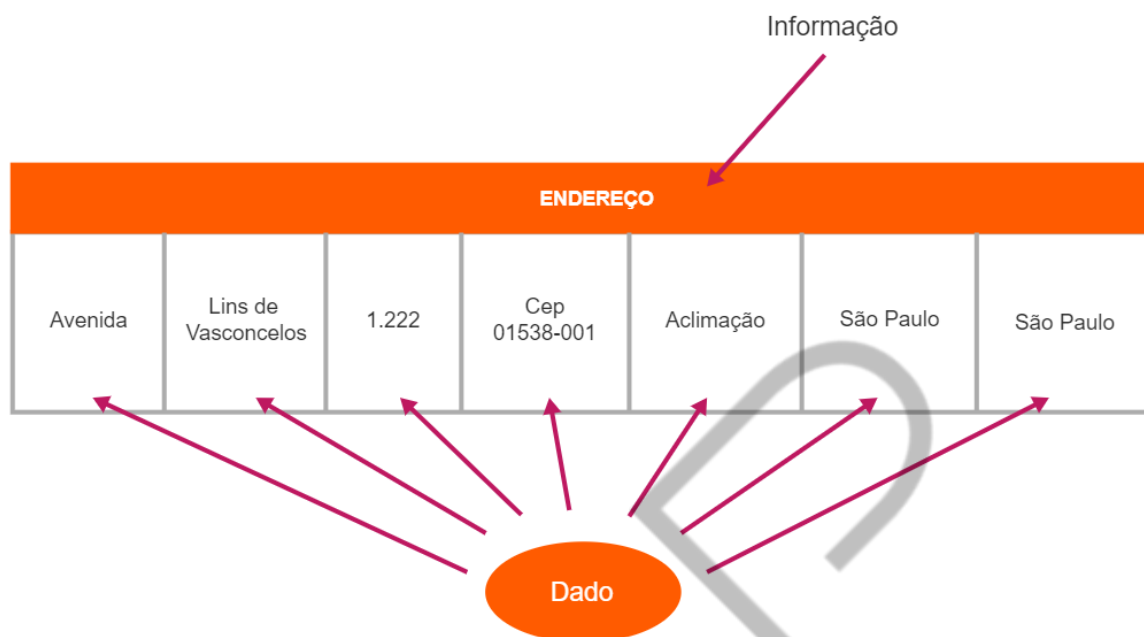 Informação
ENDEREÇO
Avenida
Lins de
Vasconcelos
1.222
Cep
01538-001
Aclimação
São Paulo
São Paulo
Dado